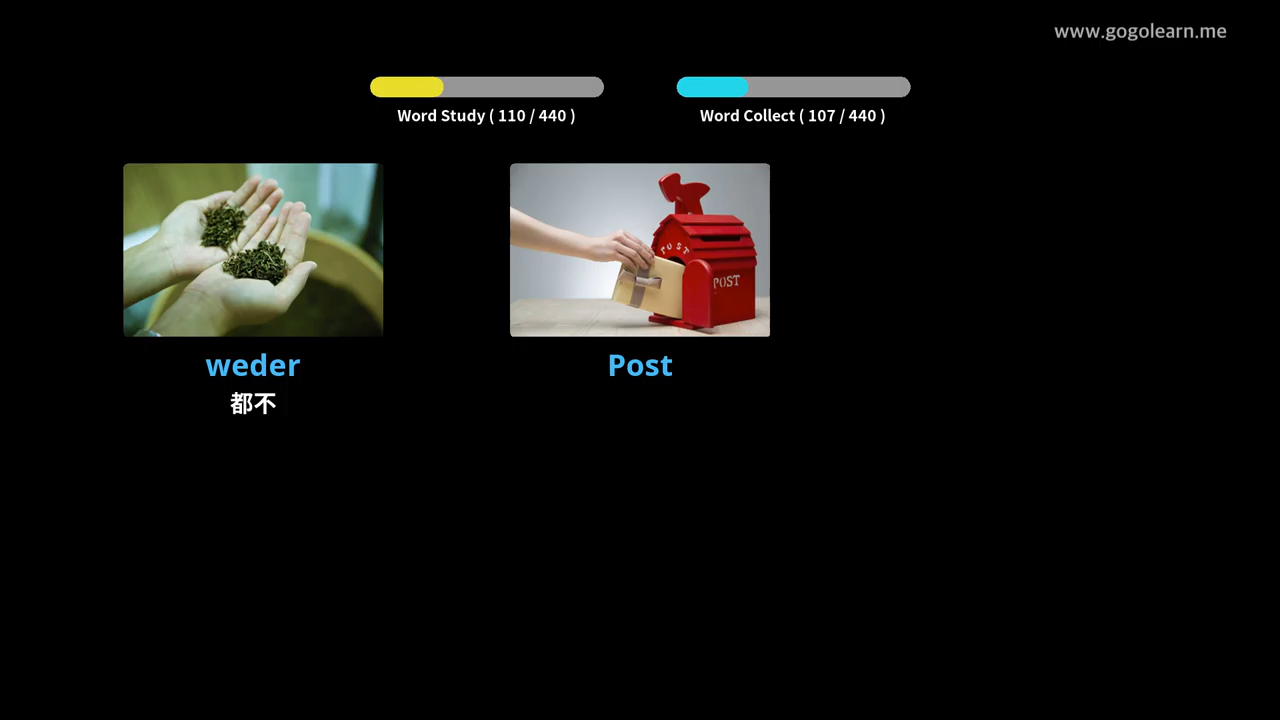 www.gogolearn.me
Word Study ( 110 / 440 )
Word Collect ( 107 / 440 )
POST
POST
weder
Post
都不